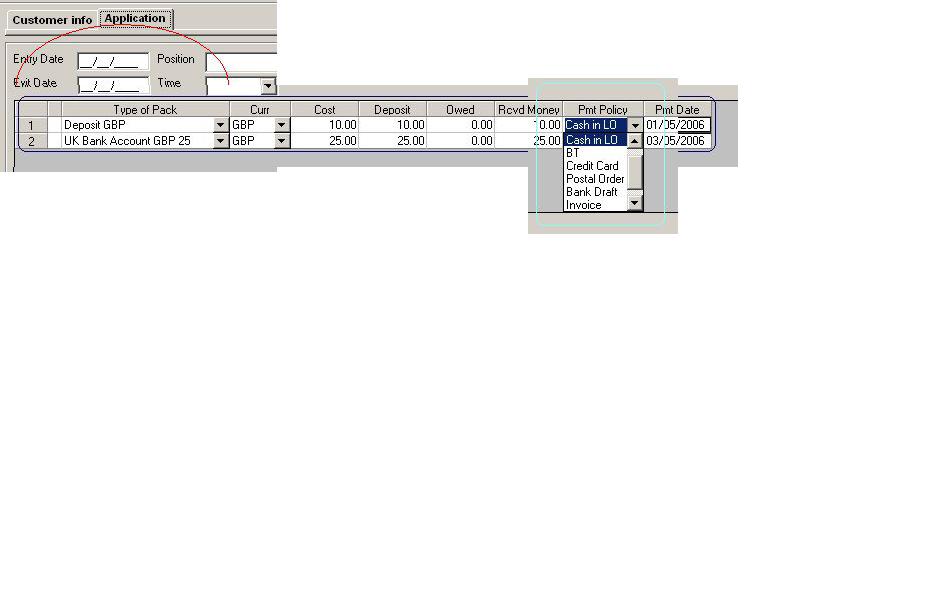 Customer info Application
Entry Date __/__/____ Position
Exit Date __/__/____ Time
Type of Pack Curr Cost Deposit Owed Rcvd Money Pmt Policy Pmt Date
1 Deposit GBP GBP 10.00 10.00 0.00 10.00 Cash in LO 01/05/2006
2 UK Bank Account GBP 25 GBP 25.00 25.00 0.00 25.00 Cash in LO 03/05/2006
BT
Credit Card
Postal Order
Bank Draft
Invoice